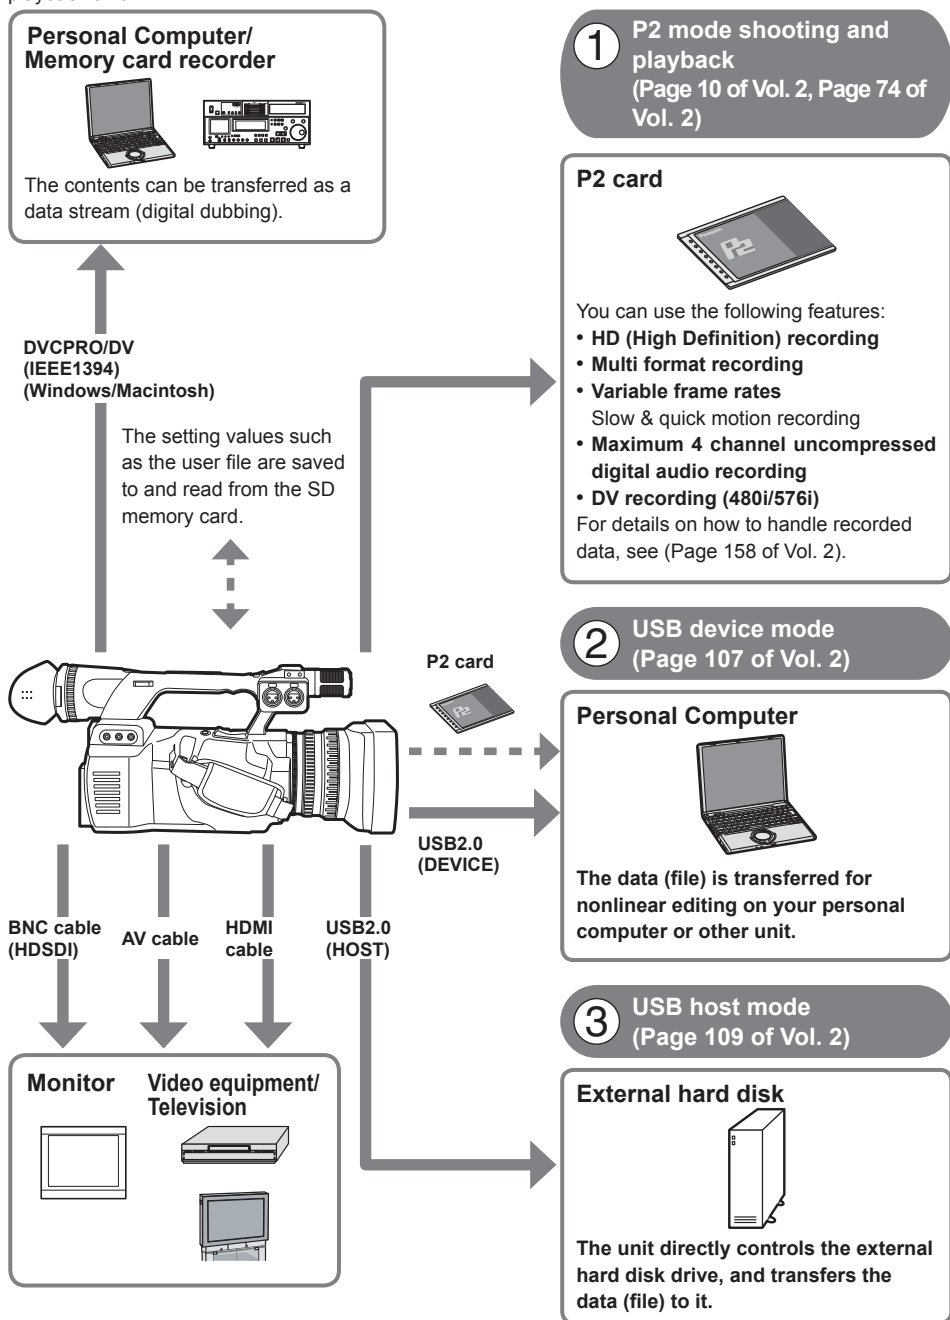 Personal Computer/
Memory card recorder
The contents can be transferred as a
data stream (digital dubbing).
DVCPRO/DV
(IEEE1394)
(Windows/Macintosh)
The setting values such
as the user file are saved
to and read from the SD
memory card.
1 P2 mode shooting and
playback
(Page 10 of Vol. 2, Page 74 of
Vol. 2)
P2 card
P2
You can use the following features:
• HD (High Definition) recording
• Multi format recording
• Variable frame rates
Slow & quick motion recording
• Maximum 4 channel uncompressed
digital audio recording
• DV recording (480i/576i)
For details on how to handle recorded
data, see (Page 158 of Vol. 2).
P2 card
P2
USB2.0
(DEVICE)
2 USB device mode
(Page 107 of Vol. 2)
Personal Computer
The data (file) is transferred for
nonlinear editing on your personal
computer or other unit.
BNC cable
(HDSDI)
AV cable
HDMI
cable
USB2.0
(HOST)
Monitor
Video equipment/
Television
3 USB host mode
(Page 109 of Vol. 2)
External hard disk
The unit directly controls the external
hard disk drive, and transfers the
data (file) to it.